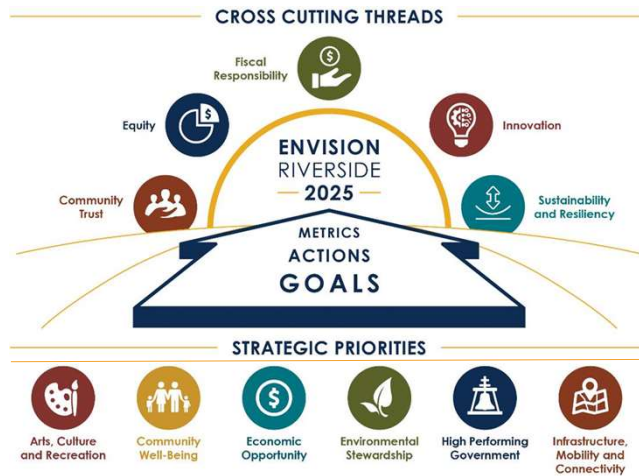 CROSS CUTTING THREADS
Fiscal
Responsibility
$
Equity
$
Innovation
ENVISION
RIVERSIDE
2025
Community
Trust
Sustainability
and Resiliency
METRICS
ACTIONS
GOALS
STRATEGIC PRIORITIES
$
Arts, Culture
and Recreation
Community
Well-Being
Economic
Opportunity
Environmental
Stewardship
High Performing
Government
Infrastructure,
Mobility and
Connectivity